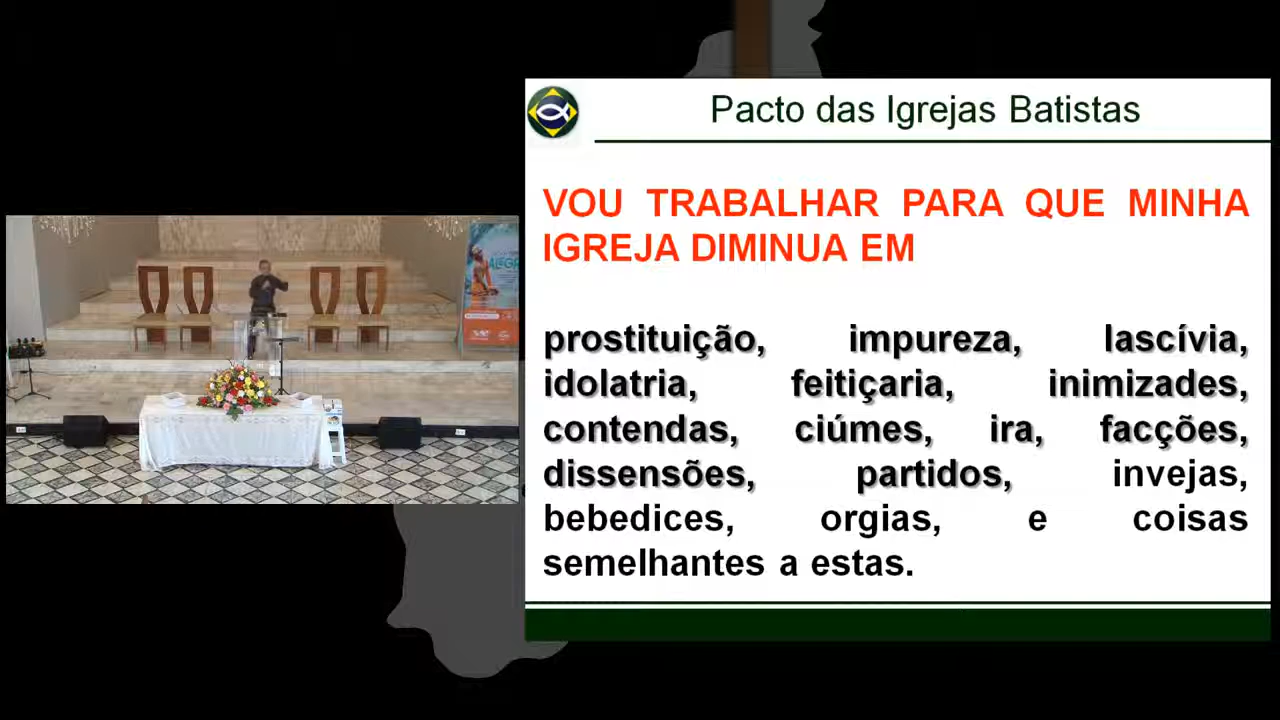 Pacto das Igrejas Batistas
VOU TRABALHAR PARA QUE MINHA
IGREJA DIMINUA EM
prostituição, impureza, lascívia,
idolatria, feitiçaria, inimizades,
contendas, ciúmes, ira, facções,
dissensões, partidos, invejas,
bebedices, orgias, e coisas
semelhantes a estas.